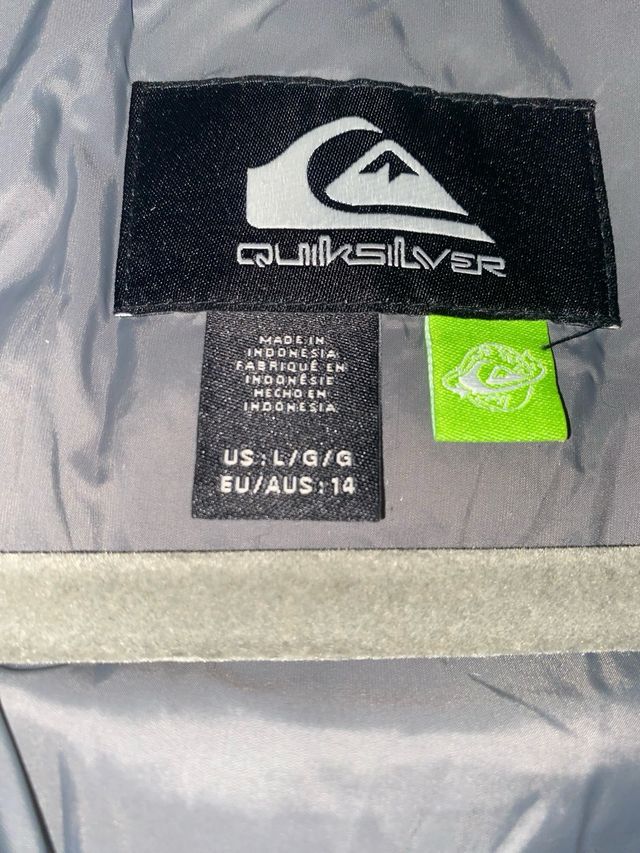 QUIKSILVER
MADE IN
INDONESIA
FABRIQUÉ EN
INDONÉSIE
HECHO EN
INDONESIA
US : L/G/G
EU/AUS : 14